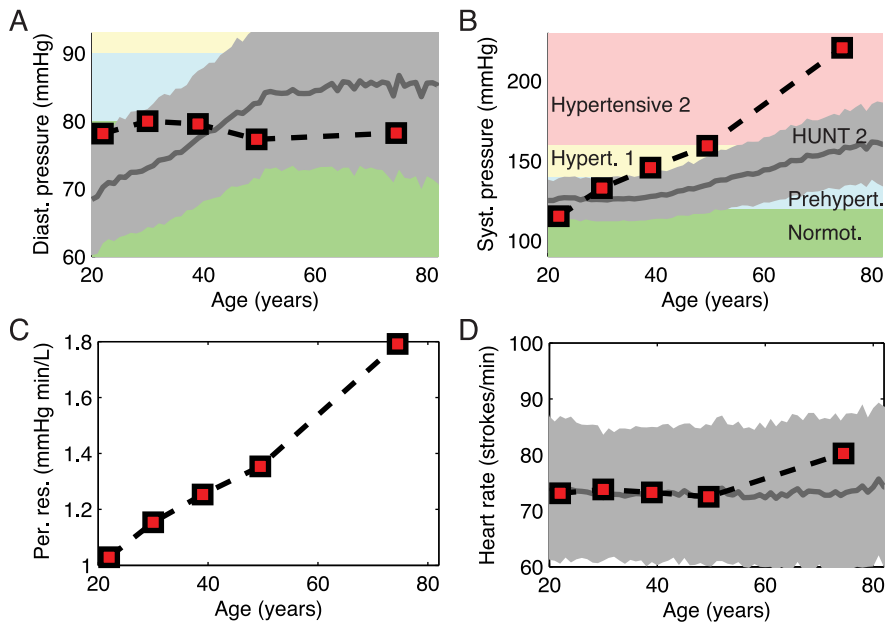 A
Diast. pressure (mmHg)
90
80
70
60
20
40
60
80
Age (years)
B
Syst. pressure (mmHg)
200
150
100
Hypertensive 2
Hypert. 1
HUNT 2
Prehypert.
Normot.
20
40
60
80
Age (years)
C
Per. res. (mmHg min/L)
1.8
1.6
1.4
1.2
1
20
40
60
80
Age (years)
D
Heart rate (strokes/min)
100
90
80
70
60
20
40
60
80
Age (years)